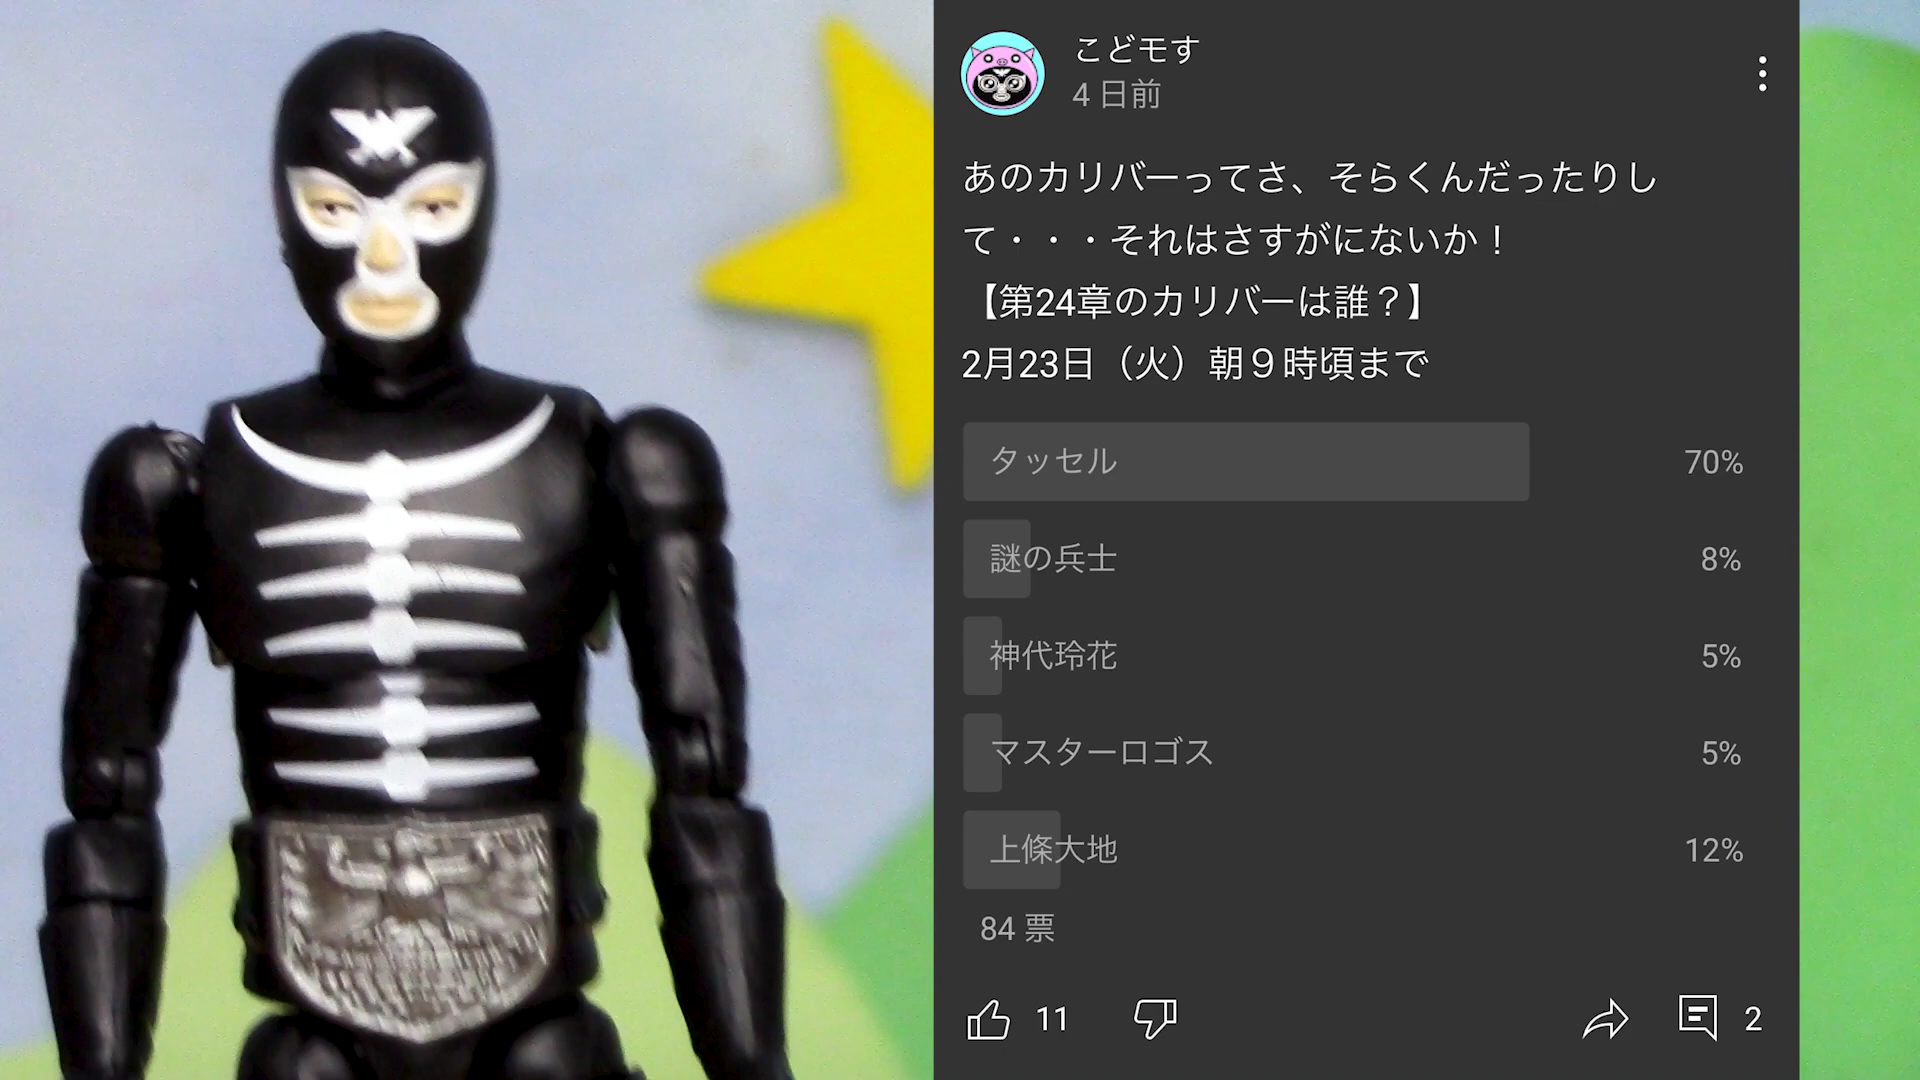 こどモす
4 日前
あのカリバーってさ、そらくんだったりし
て・・・それはさすがにないか！
【第24章のカリバーは誰？】
2月23日（火）朝９時頃まで
タッセル 70%
謎の兵士 8%
神代玲花 5%
マスターロゴス 5%
上條大地 12%
84 票
11
2